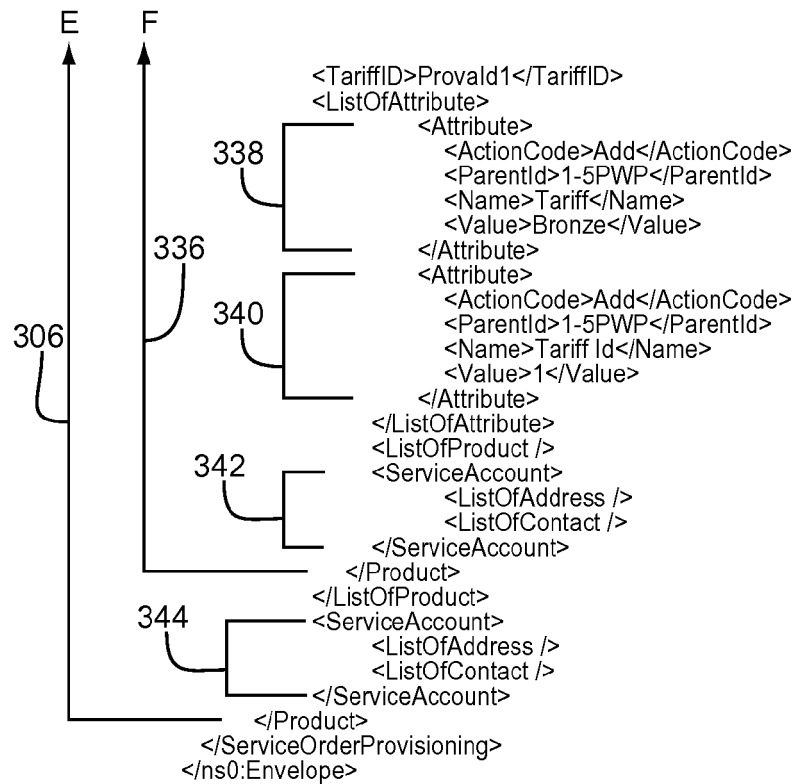 E F
<TariffID>ProvaId1</TariffID>
<ListOfAttribute>
<Attribute>
338
<ActionCode>Add</ActionCode>
<ParentId>1-5PWP</ParentId>
<Name>Tariff</Name>
<Value>Bronze</Value>
336
</Attribute>
<Attribute>
340
<ActionCode>Add</ActionCode>
<ParentId>1-5PWP</ParentId>
306
<Name>Tariff Id</Name>
<Value>1</Value>
</Attribute>
</ListOfAttribute>
<ListOfProduct />
342
<ServiceAccount>
<ListOfAddress />
<ListOfContact />
</ServiceAccount>
</Product>
</ListOfProduct>
344
<ServiceAccount>
<ListOfAddress />
<ListOfContact />
</ServiceAccount>
</Product>
</ServiceOrderProvisioning>
</ns0:Envelope>